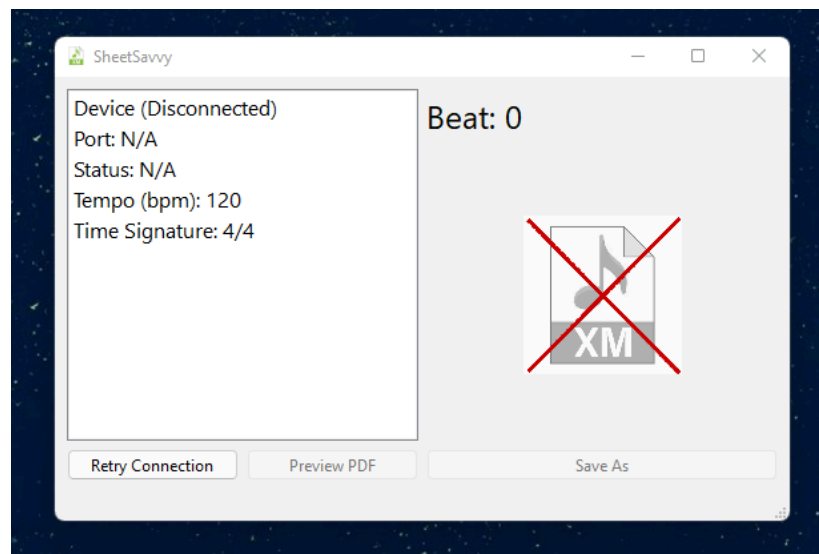 SheetSavvy
Device (Disconnected)
Port: N/A
Status: N/A
Tempo (bpm): 120
Time Signature: 4/4
Beat: 0
XM
Retry Connection
Preview PDF
Save As